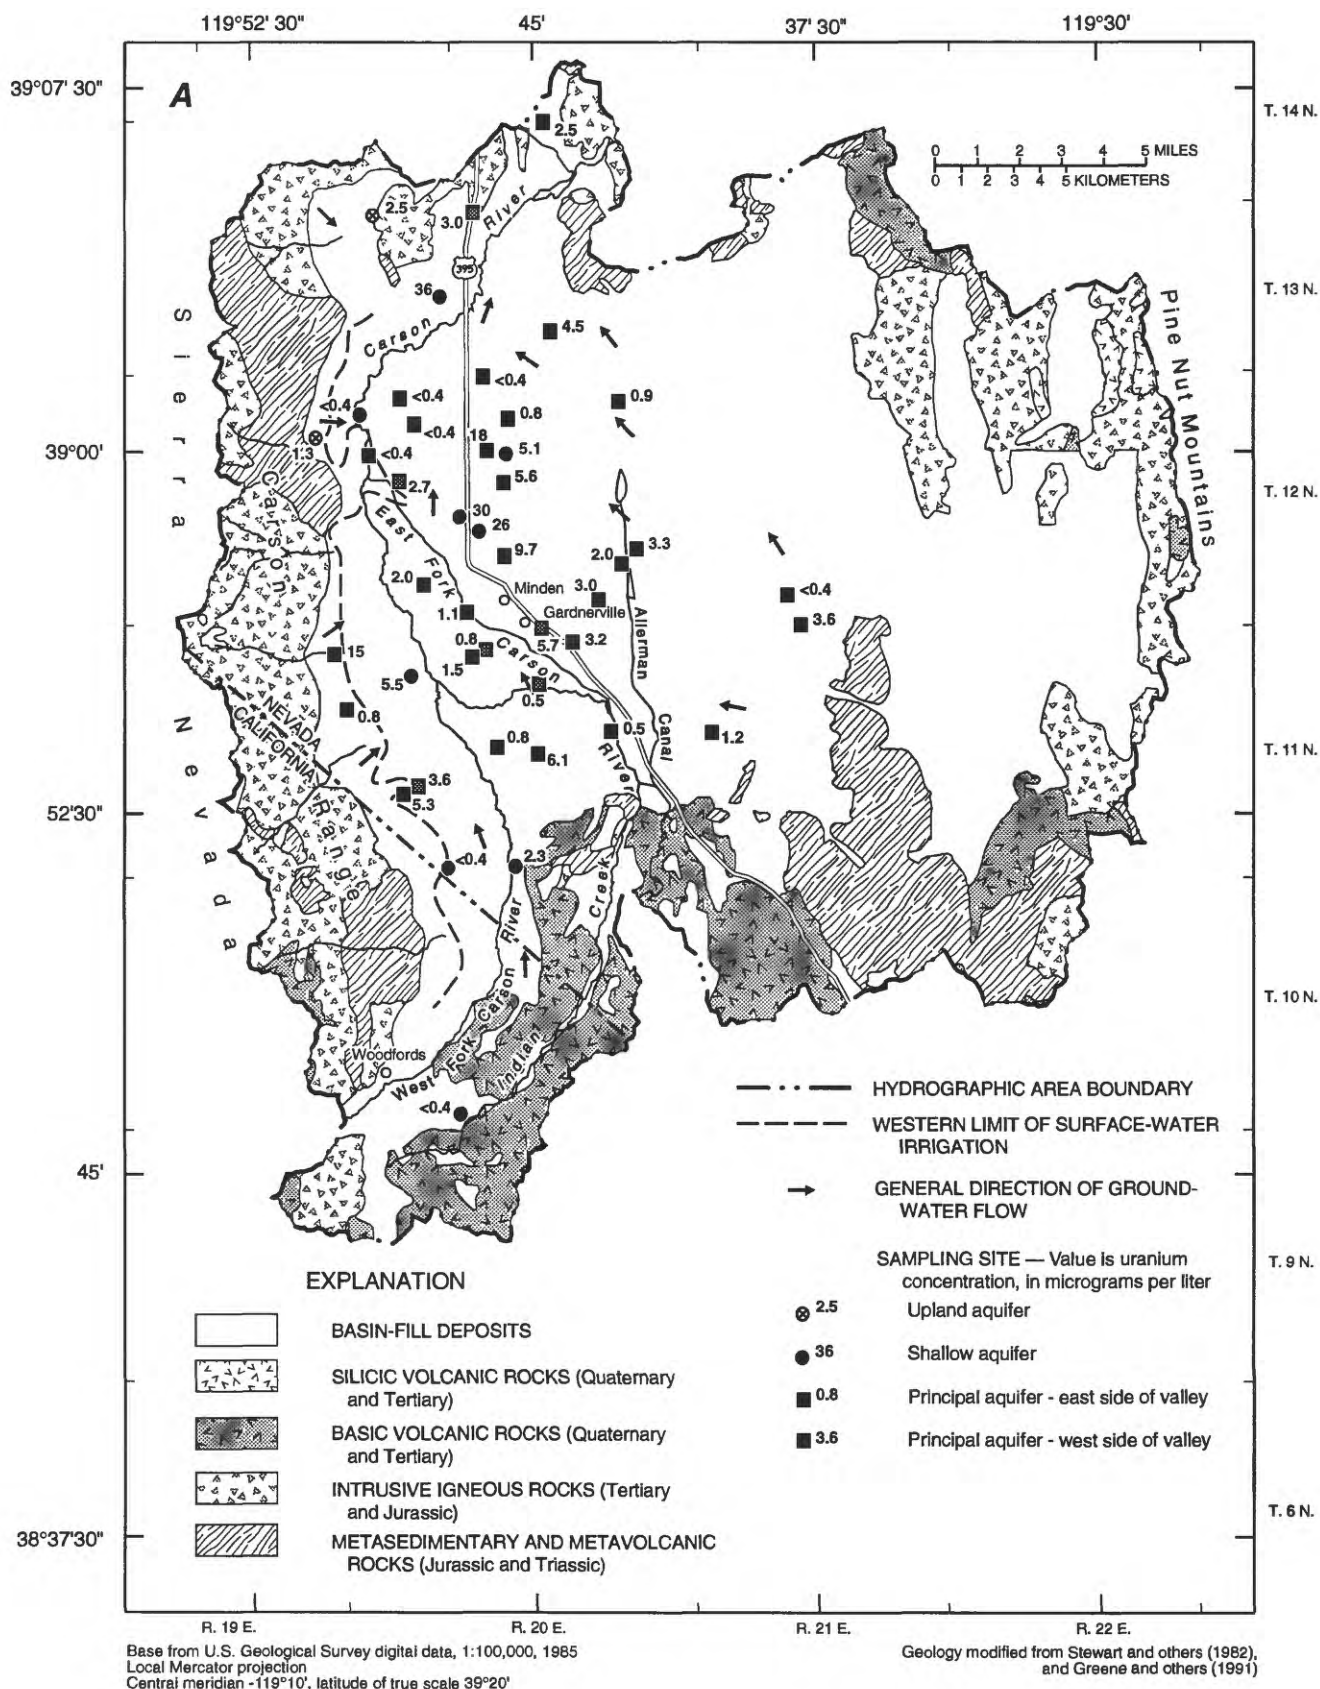 119°52' 30"
45'
37' 30"
119°30'
39°07' 30"
A
T. 14 N.
2.5
0 1 2 3 4 5 MILES
0 1 2 3 4 5 KILOMETERS
2.5
3.0
River
395
36
T. 13 N.
Carson
4.5
Sierra
Nevada
Pine Nut Mountains
<0.4
<0.4
0.9
<0.4
0.8
<0.4
18
5.1
39°00'
1.3
<0.4
5.6
T. 12 N.
2.7
30
26
East Fork Carson River
9.7
3.3
2.0
Carson Range
2.0
Minden
3.0
<0.4
1.1
Gardnerville
3.6
5.7
3.2
Allerman Canal
0.8
1.5
15
5.5
0.5
NEVADA
CALIFORNIA
0.8
0.5
1.2
0.8
6.1
T. 11 N.
3.6
5.3
52'30"
<0.4
2.3
West Fork Carson River
Indian Creek
T. 10 N.
Woodfords
<0.4
HYDROGRAPHIC AREA BOUNDARY
WESTERN LIMIT OF SURFACE-WATER
IRRIGATION
45'
GENERAL DIRECTION OF GROUND-
WATER FLOW
T. 9 N.
SAMPLING SITE — Value is uranium
concentration, in micrograms per liter
2.5 Upland aquifer
36 Shallow aquifer
0.8 Principal aquifer - east side of valley
3.6 Principal aquifer - west side of valley
EXPLANATION
BASIN-FILL DEPOSITS
SILICIC VOLCANIC ROCKS (Quaternary
and Tertiary)
BASIC VOLCANIC ROCKS (Quaternary
and Tertiary)
INTRUSIVE IGNEOUS ROCKS (Tertiary
and Jurassic)
METASEDIMENTARY AND METAVOLCANIC
ROCKS (Jurassic and Triassic)
T. 6 N.
38°37'30"
R. 19 E.
R. 20 E.
R. 21 E.
R. 22 E.
Base from U.S. Geological Survey digital data, 1:100,000, 1985
Local Mercator projection
Central meridian -119°10', latitude of true scale 39°20'
Geology modified from Stewart and others (1982),
and Greene and others (1991)